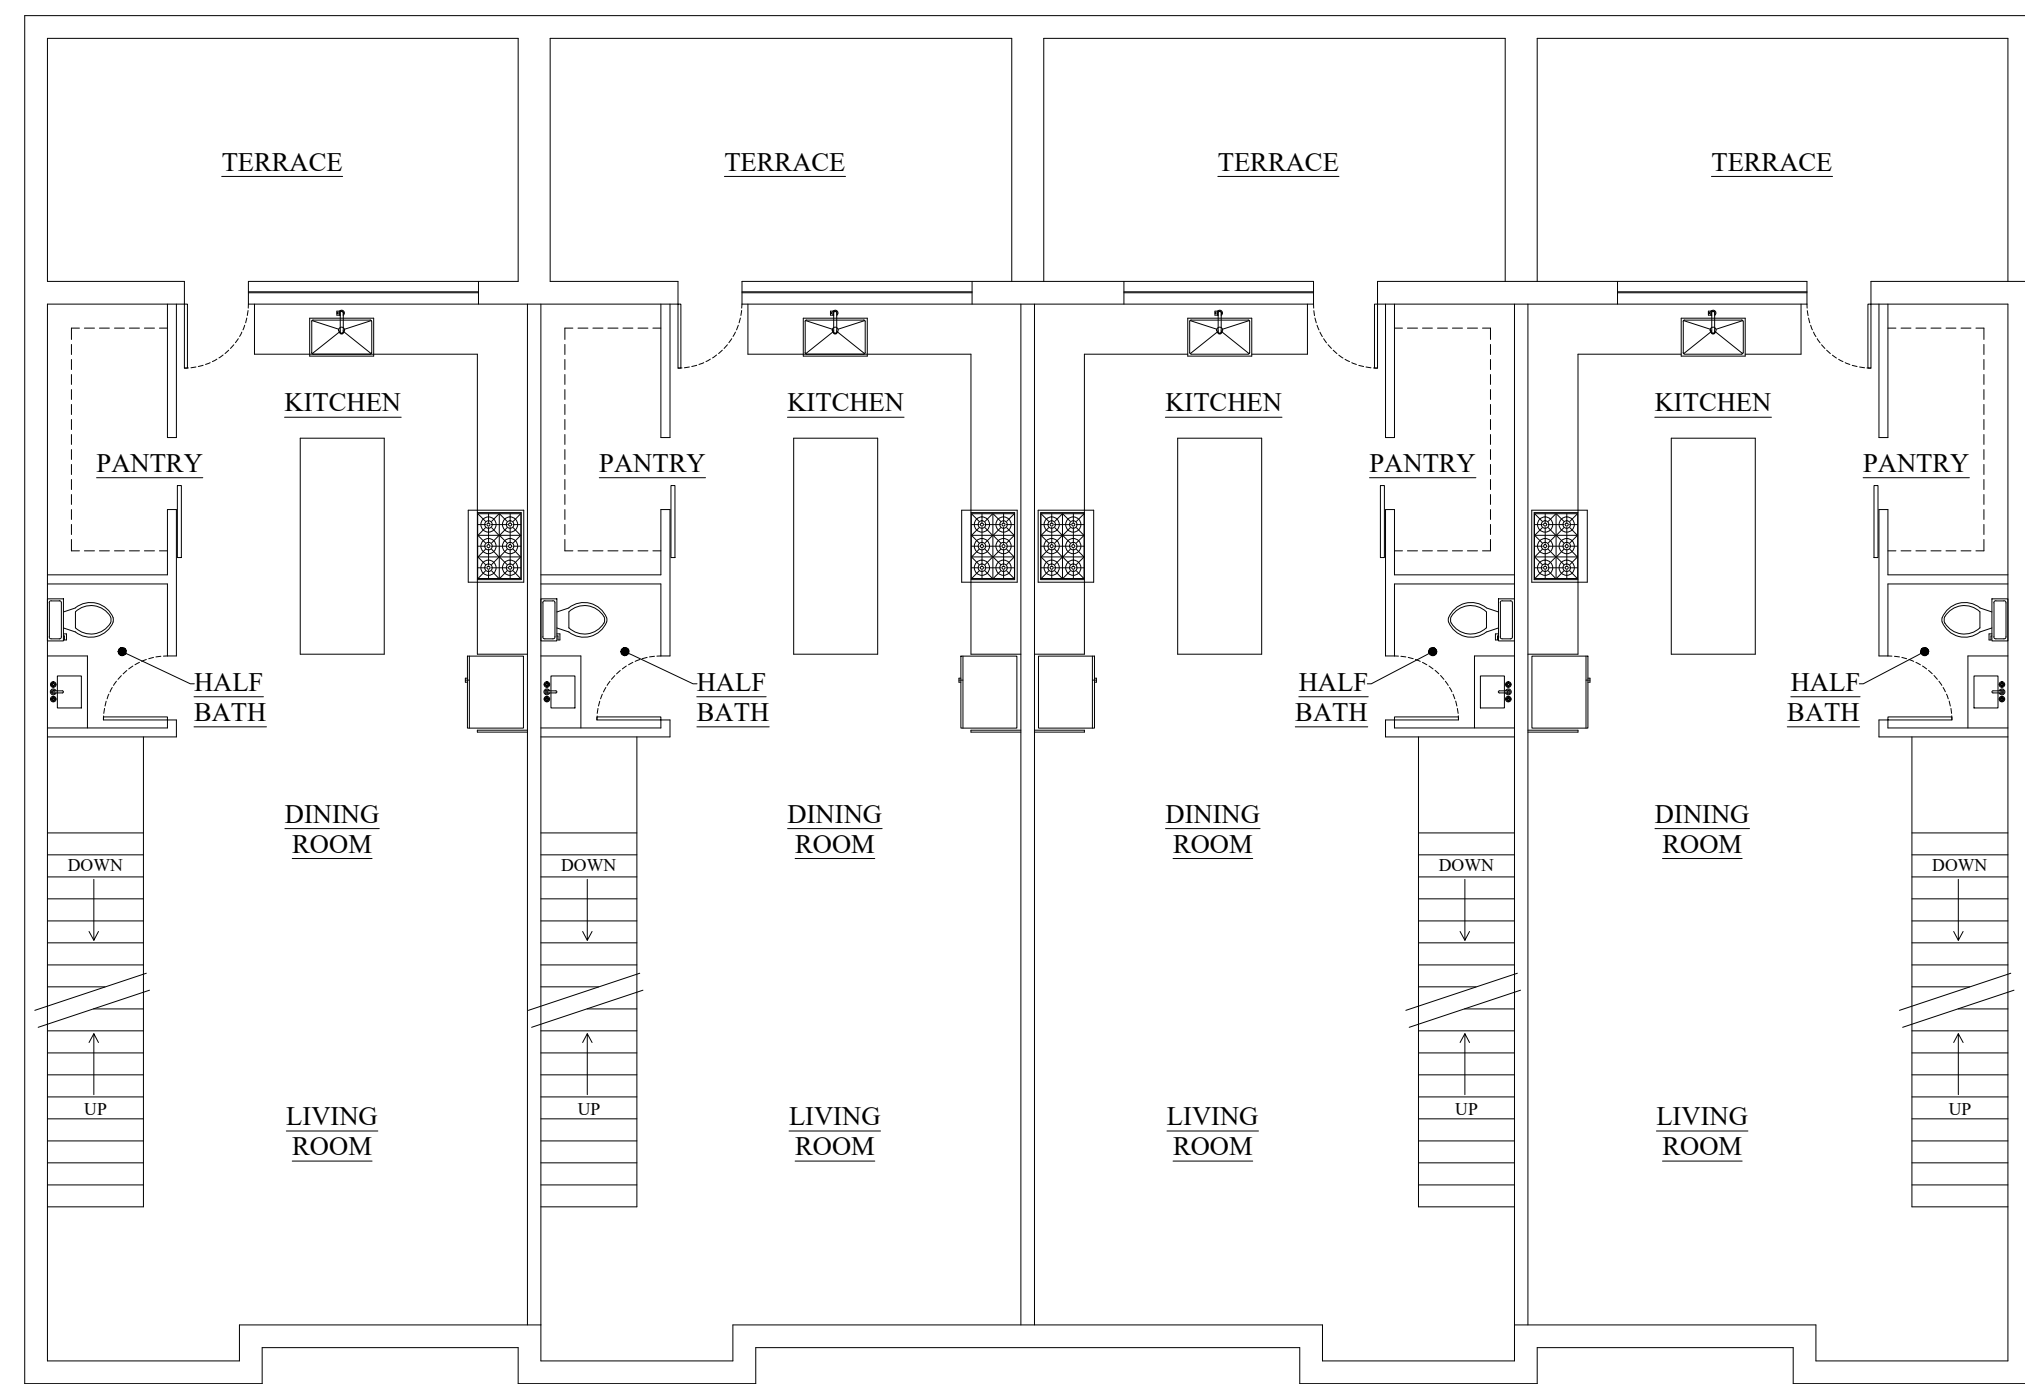 TERRACE
TERRACE
TERRACE
TERRACE
KITCHEN
KITCHEN
KITCHEN
KITCHEN
PANTRY
PANTRY
PANTRY
PANTRY
HALF
BATH
HALF
BATH
HALF
BATH
HALF
BATH
DINING
ROOM
DINING
ROOM
DINING
ROOM
DINING
ROOM
DOWN
DOWN
DOWN
DOWN
UP
UP
UP
UP
LIVING
ROOM
LIVING
ROOM
LIVING
ROOM
LIVING
ROOM